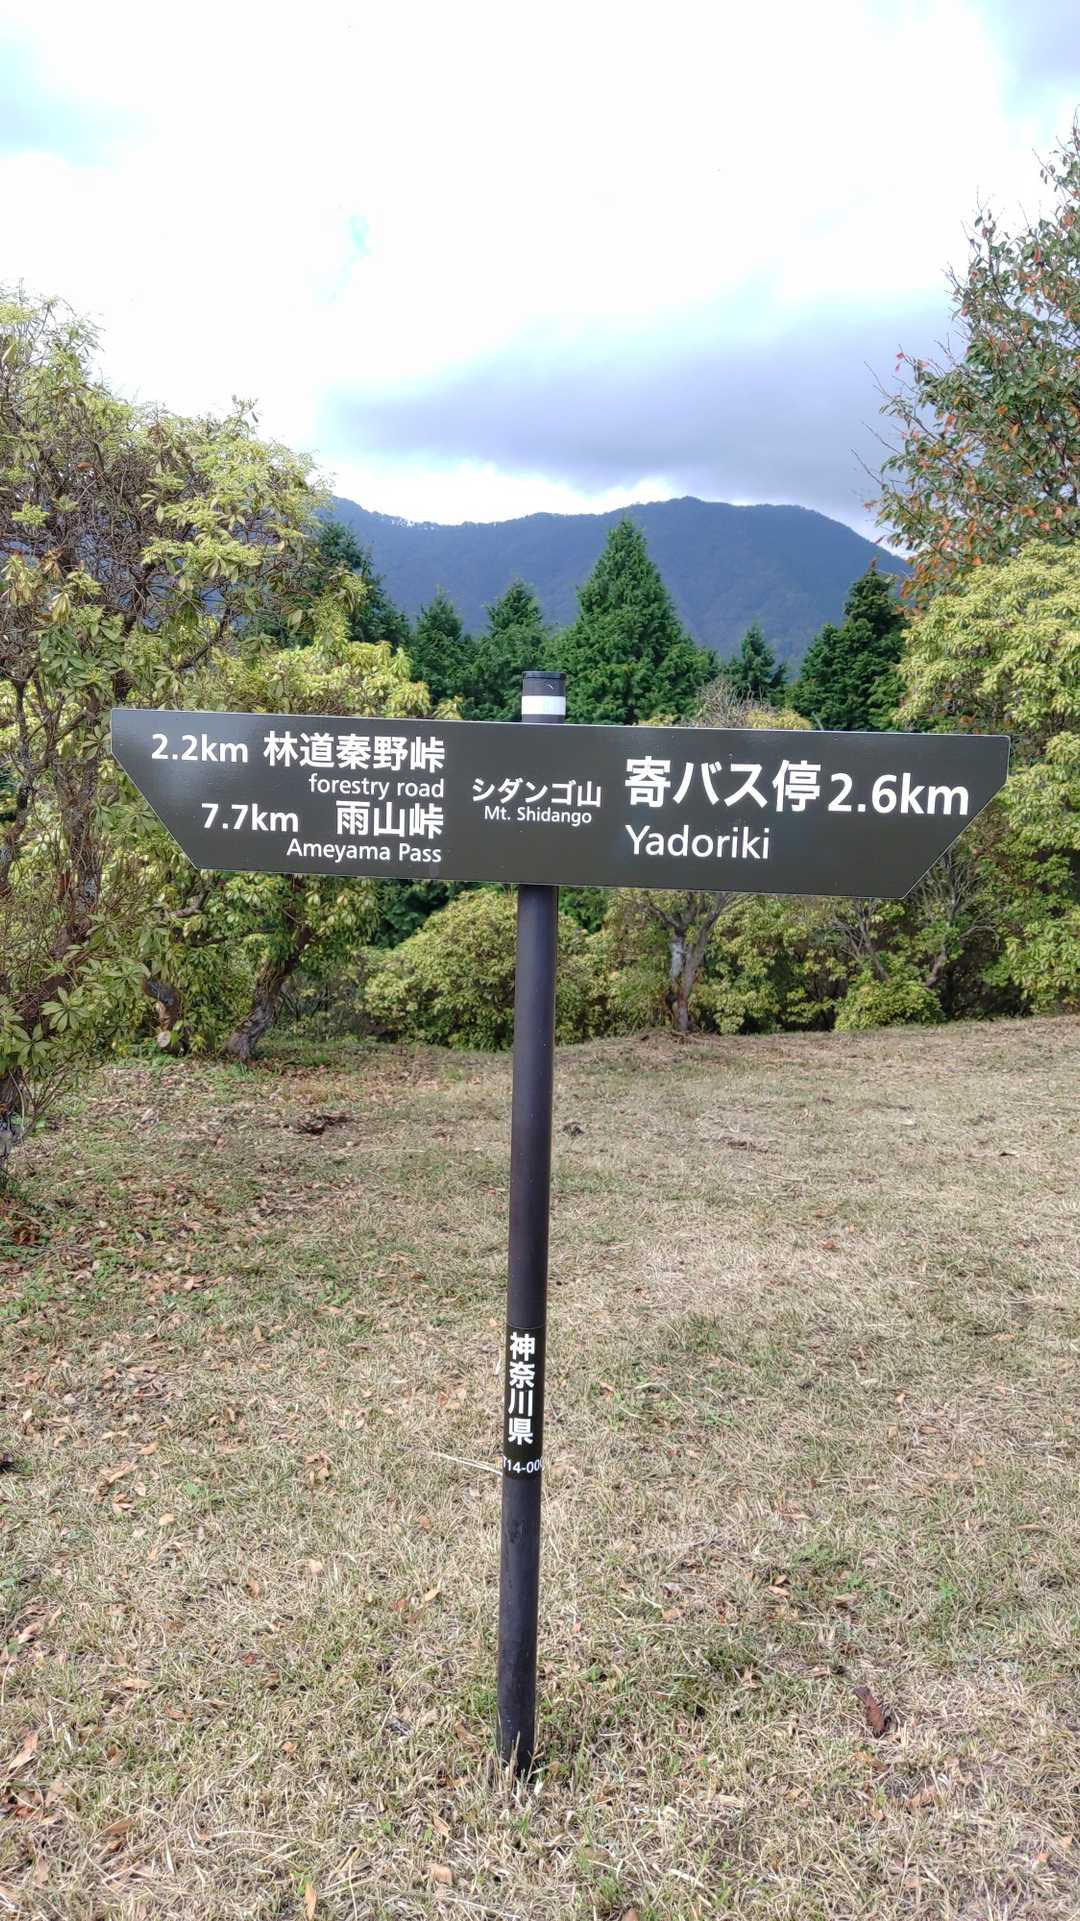 2.2km 林道秦野峠
forestry road
7.7km 雨山峠
Ameyama Pass
シダンゴ山
Mt. Shidango
寄バス停 2.6km
Yadoriki
神奈川県